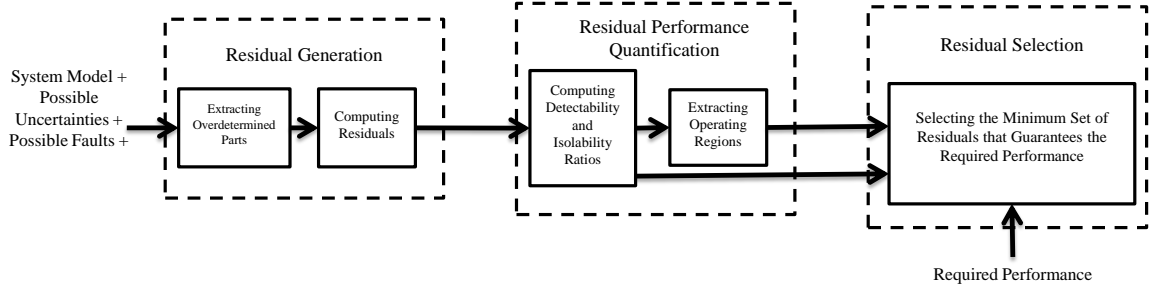 System Model +
Possible
Uncertainties +
Possible Faults +
Residual Generation
Extracting
Overdetermined
Parts
Computing
Residuals
Residual Performance
Quantification
Computing
Detectability
and
Isolability
Ratios
Extracting
Operating
Regions
Residual Selection
Selecting the Minimum Set of
Residuals that Guarantees the
Required Performance
Required Performance